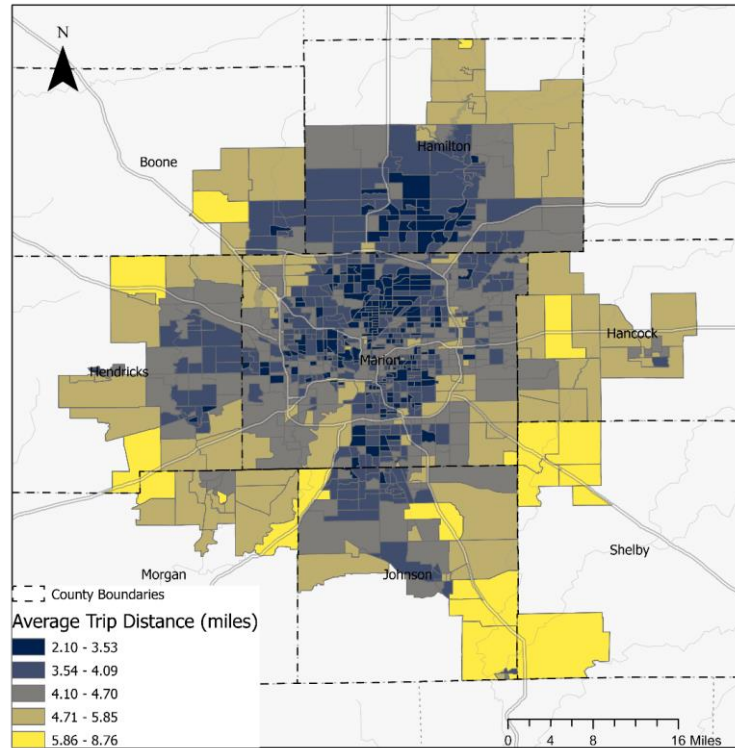 N
Hamilton
Boone
Hancock
Marion
Hendricks
Shelby
Morgan
Johnson
County Boundaries
Average Trip Distance (miles)
2.10 - 3.53
3.54 - 4.09
4.10 - 4.70
4.71 - 5.85
5.86 - 8.76
0 4 8 16 Miles